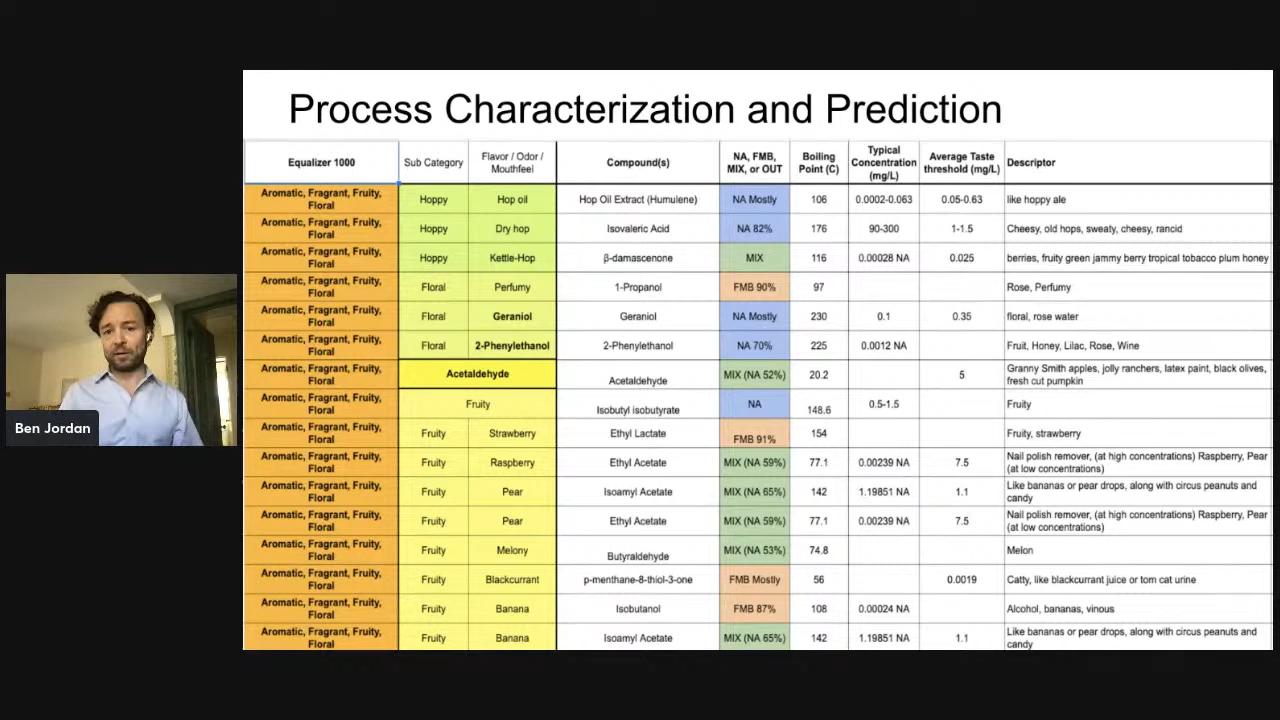 Process Characterization and Prediction
Equalizer 1000 Sub Category Flavor / Odor / Mouthfeel Compound(s) NA, FMB, MIX, or OUT Boiling Point (C) Typical Concentration (mg/L) Average Taste threshold (mg/L) Descriptor
Aromatic, Fragrant, Fruity, Floral Hoppy Hop oil Hop Oil Extract (Humulene) NA Mostly 106 0.0002-0.063 0.05-0.63 like hoppy ale
Aromatic, Fragrant, Fruity, Floral Hoppy Dry hop Isovaleric Acid NA 82% 176 90-300 1-1.5 Cheesy, old hops, sweaty, cheesy, rancid
Aromatic, Fragrant, Fruity, Floral Hoppy Kettle-Hop β-damascenone MIX 116 0.00028 NA 0.025 berries, fruity green jammy berry tropical tobacco plum honey
Aromatic, Fragrant, Fruity, Floral Floral Perfumy 1-Propanol FMB 90% 97 Rose, Perfumy
Aromatic, Fragrant, Fruity, Floral Floral Geraniol Geraniol NA Mostly 230 0.1 0.35 floral, rose water
Aromatic, Fragrant, Fruity, Floral Floral 2-Phenylethanol 2-Phenylethanol NA 70% 225 0.0012 NA Fruit, Honey, Lilac, Rose, Wine
Aromatic, Fragrant, Fruity, Floral Acetaldehyde Acetaldehyde MIX (NA 52%) 20.2 5 Granny Smith apples, jolly ranchers, latex paint, black olives, fresh cut pumpkin
Aromatic, Fragrant, Fruity, Floral Fruity Isobutyl isobutyrate NA 148.6 0.5-1.5 Fruity
Aromatic, Fragrant, Fruity, Floral Fruity Strawberry Ethyl Lactate FMB 91% 154 Fruity, strawberry
Aromatic, Fragrant, Fruity, Floral Fruity Raspberry Ethyl Acetate MIX (NA 59%) 77.1 0.00239 NA 7.5 Nail polish remover, (at high concentrations) Raspberry, Pear (at low concentrations)
Aromatic, Fragrant, Fruity, Floral Fruity Pear Isoamyl Acetate MIX (NA 65%) 142 1.19851 NA 1.1 Like bananas or pear drops, along with circus peanuts and candy
Aromatic, Fragrant, Fruity, Floral Fruity Pear Ethyl Acetate MIX (NA 59%) 77.1 0.00239 NA 7.5 Nail polish remover, (at high concentrations) Raspberry, Pear (at low concentrations)
Aromatic, Fragrant, Fruity, Floral Fruity Melony Butyraldehyde MIX (NA 53%) 74.8 Melon
Aromatic, Fragrant, Fruity, Floral Fruity Blackcurrant p-menthane-8-thiol-3-one FMB Mostly 56 0.0019 Catty, like blackcurrant juice or tom cat urine
Aromatic, Fragrant, Fruity, Floral Fruity Banana Isobutanol FMB 87% 108 0.00024 NA Alcohol, bananas, vinous
Aromatic, Fragrant, Fruity, Floral Fruity Banana Isoamyl Acetate MIX (NA 65%) 142 1.19851 NA 1.1 Like bananas or pear drops, along with circus peanuts and candy
Ben Jordan